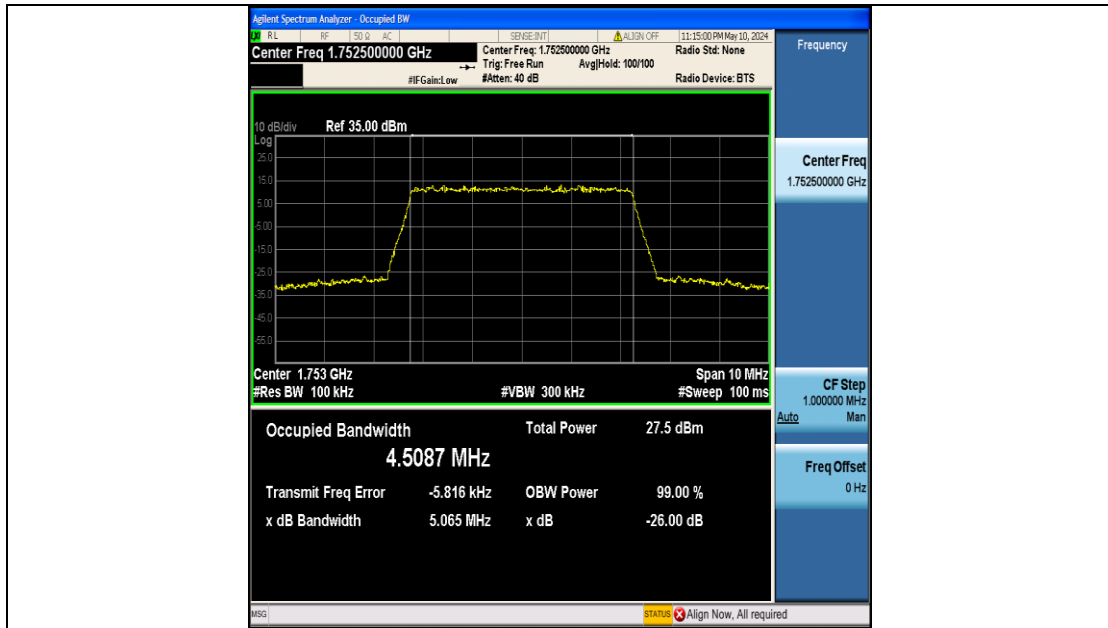 Agilent Spectrum Analyzer - Occupied BW
RL RF 50 Ω AC SENSE:INT ALIGN OFF 11:15:00 PM May 10, 2024
Center Freq 1.752500000 GHz
Center Freq: 1.752500000 GHz Radio Std: None
Trig: Free Run Avg|Hold: 100/100
#IFGain:Low #Atten: 40 dB Radio Device: BTS
10 dB/div Ref 35.00 dBm
Log
25.0
15.0
5.00
-5.00
-15.0
-25.0
-35.0
-45.0
-55.0
Center 1.753 GHz Span 10 MHz
#Res BW 100 kHz #VBW 300 kHz #Sweep 100 ms
Occupied Bandwidth Total Power 27.5 dBm
4.5087 MHz
Transmit Freq Error -5.816 kHz OBW Power 99.00 %
x dB Bandwidth 5.065 MHz x dB -26.00 dB
MSG STATUS Align Now, All required
Frequency
Center Freq
1.752500000 GHz
CF Step
1.000000 MHz
Auto Man
Freq Offset
0 Hz